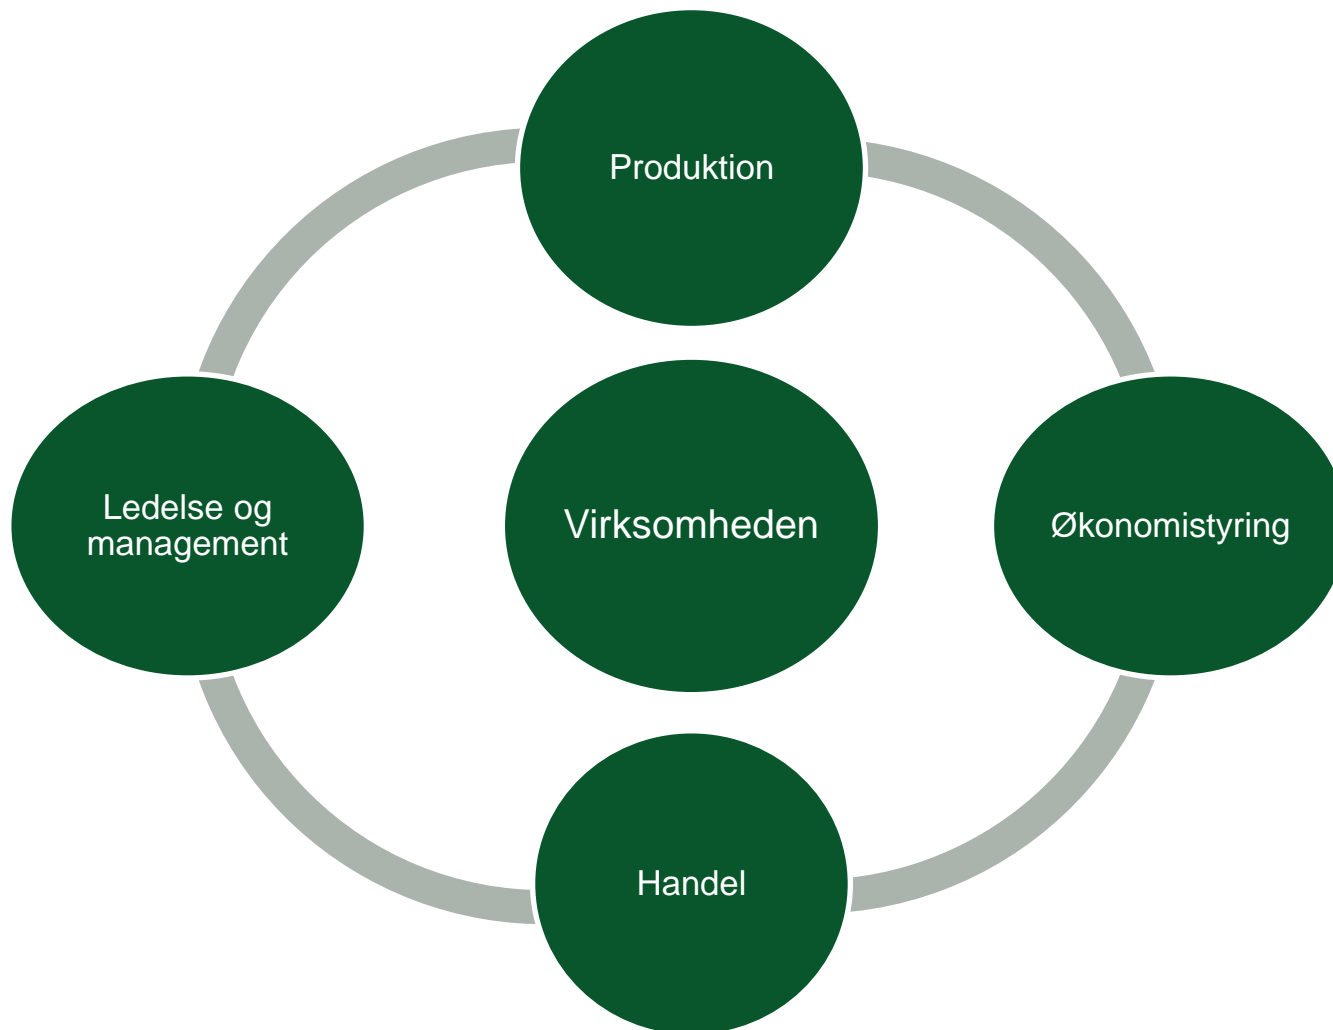 Produktion
Ledelse og
management
Virksomheden
Økonomistyring
Handel